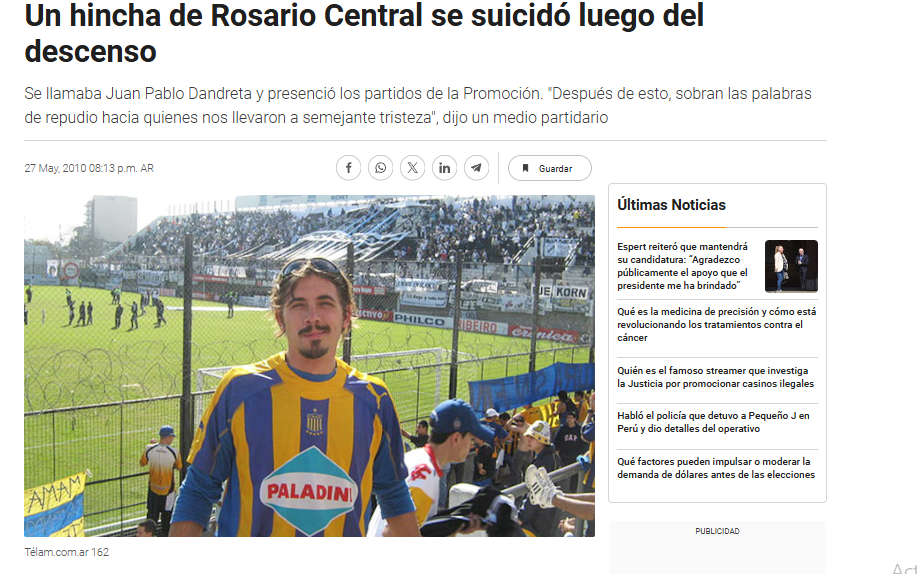 Un hincha de Rosario Central se suicidó luego del
descenso
Se llamaba Juan Pablo Dandreta y presenció los partidos de la Promoción. "Después de esto, sobran las palabras
de repudio hacia quienes nos llevaron a semejante tristeza", dijo un medio partidario
27 May, 2010 08:13 p.m. AR
Guardar
PHILCO
RIBEIRO
crónica
KORN
PALADINI
Télam.com.ar 162
Últimas Noticias
Espert reiteró que mantendrá
su candidatura: “Agradezco
públicamente el apoyo que el
presidente me ha brindado”
Qué es la medicina de precisión y cómo está
revolucionando los tratamientos contra el
cáncer
Quién es el famoso streamer que investiga
la Justicia por promocionar casinos ilegales
Habló el policía que detuvo a Pequeño J en
Perú y dio detalles del operativo
Qué factores pueden impulsar o moderar la
demanda de dólares antes de las elecciones
PUBLICIDAD